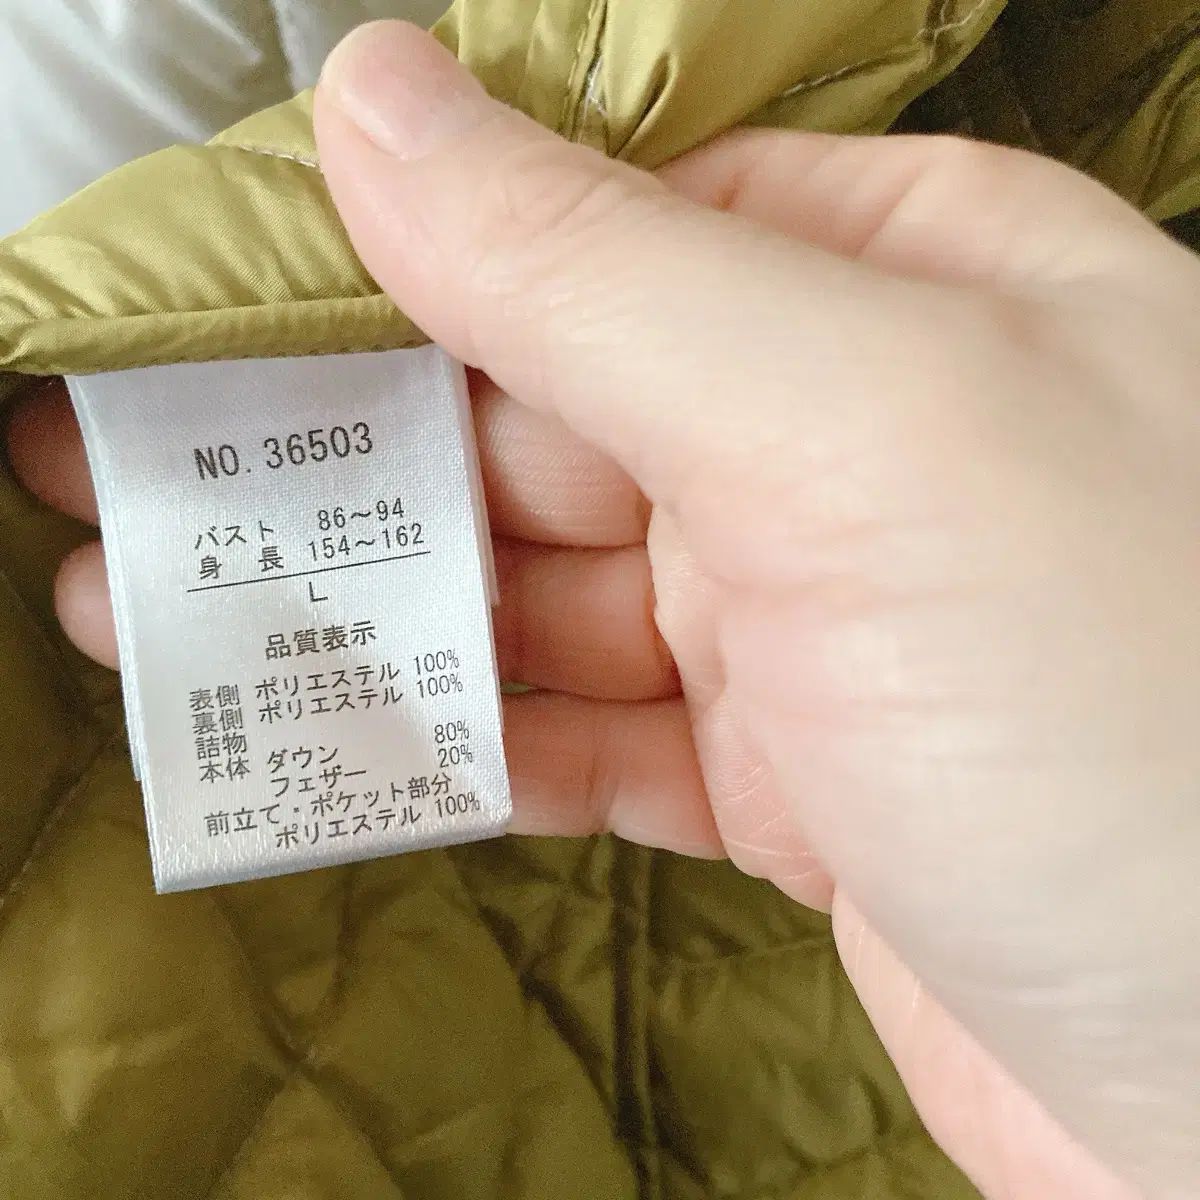 NO. 36503
バスト 86～94
身長 154～162
L
品質表示
表側 ポリエステル 100%
裏側 ポリエステル 100%
詰物
本体 ダウン 80%
フェザー 20%
前立て・ポケット部分
ポリエステル 100%